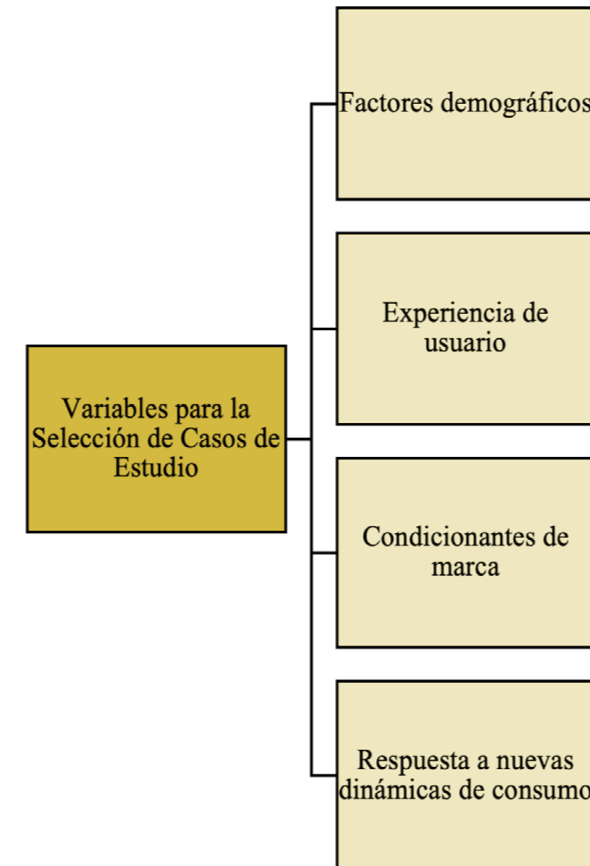 Factores demográficos
Experiencia de
usuario
Variables para la
Selección de Casos de
Estudio
Condicionantes de
marca
Respuesta a nuevas
dinámicas de consumo